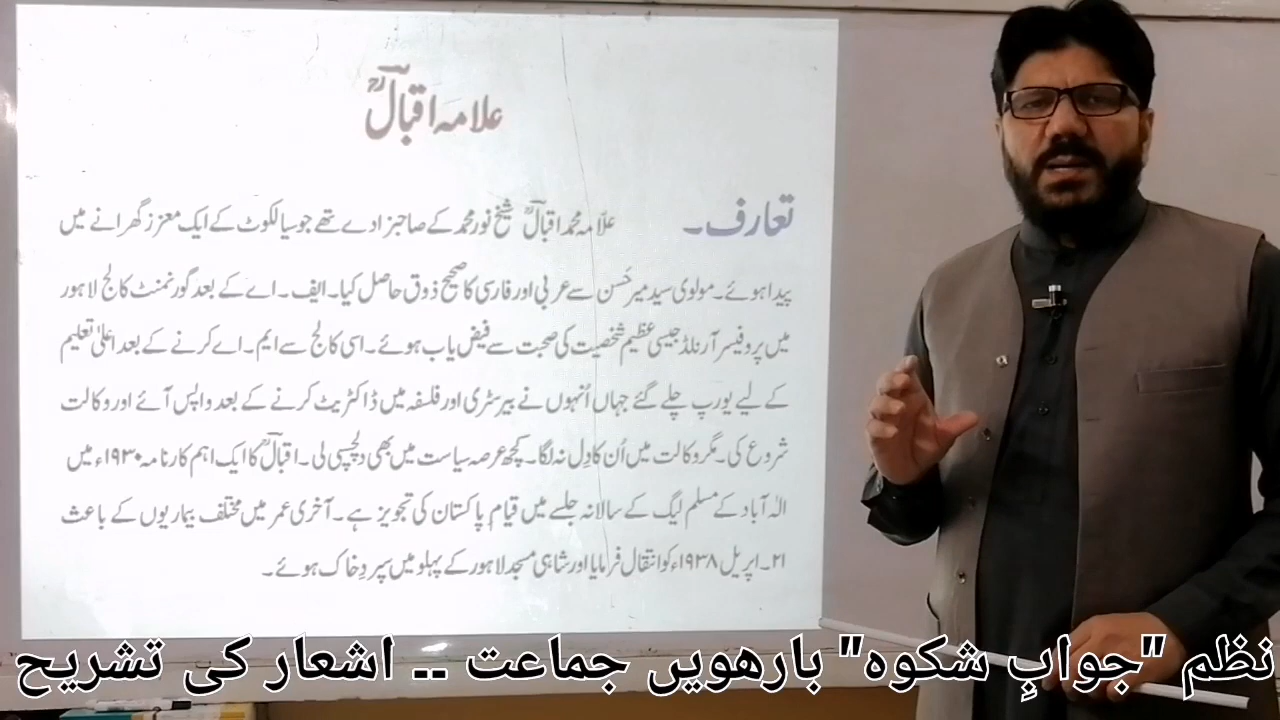 علامہ اقبالؒ
تعارف۔ علامہ محمد اقبالؒ شیخ نور محمد کے صاحبزادے تھے جو سیالکوٹ کے ایک معزز گھرانے میں
پیدا ہوئے۔ مولوی سید میر حَسن سے عربی اور فارسی کا صحیح ذوق حاصل کیا۔ ایف۔ اے کے بعد گورنمنٹ کالج لاہور
میں پروفیسر آرنلڈ جیسی عظیم شخصیت کی صحبت سے فیض یاب ہوئے۔ اسی کالج سے ایم۔ اے کرنے کے بعد اعلیٰ تعلیم
کے لیے یورپ چلے گئے جہاں اُنہوں نے بیرسٹری اور فلسفہ میں ڈاکٹریٹ کرنے کے بعد واپس آئے اور وکالت
شروع کی۔ مگر وکالت میں اُن کا دِل نہ لگا۔ کچھ عرصہ سیاست میں بھی دلچسپی لی۔ اقبالؒ کا ایک اہم کارنامہ ۱۹۳۰ء میں
الٰہ آباد کے مسلم لیگ کے سالانہ جلسے میں قیامِ پاکستان کی تجویز ہے۔ آخری عمر میں مختلف بیماریوں کے باعث
۲۱۔ اپریل ۱۹۳۸ء کو انتقال فرمایا اور شاہی مسجد لاہور کے پہلو میں سپردِ خاک ہوئے۔
نظم "جوابِ شکوہ" بارھویں جماعت -- اشعار کی تشریح